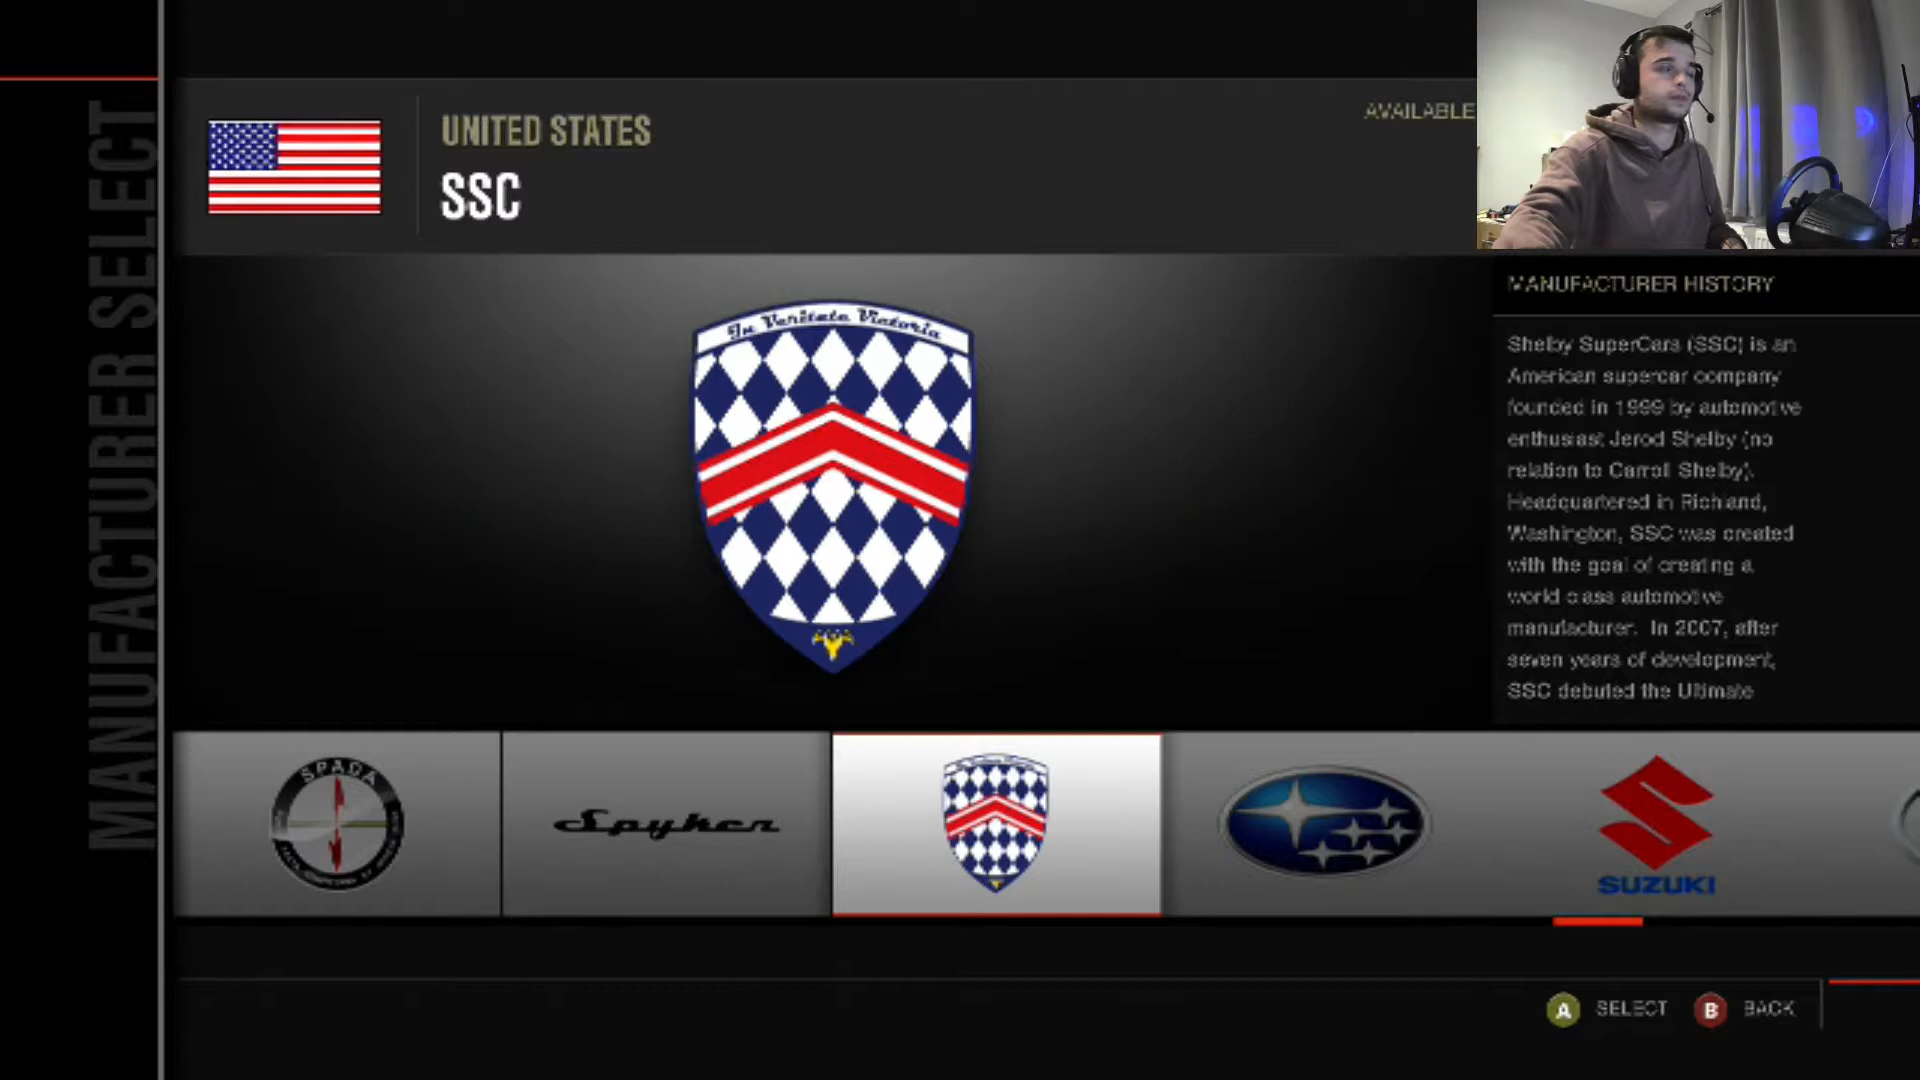 MANUFACTURER SELECT
UNITED STATES
SSC
AVAILABLE
In Veritate Victoria
MANUFACTURER HISTORY
Shelby SuperCars (SSC) is an
American supercar company
founded in 1999 by automotive
enthusiast Jerod Shelby (no
relation to Carroll Shelby).
Headquartered in Richland,
Washington, SSC was created
with the goal of creating a
world class automotive
manufacturer. In 2007, after
seven years of development,
SSC debuted the Ultimate
SPADA
Spyker
SUZUKI
A SELECT B BACK